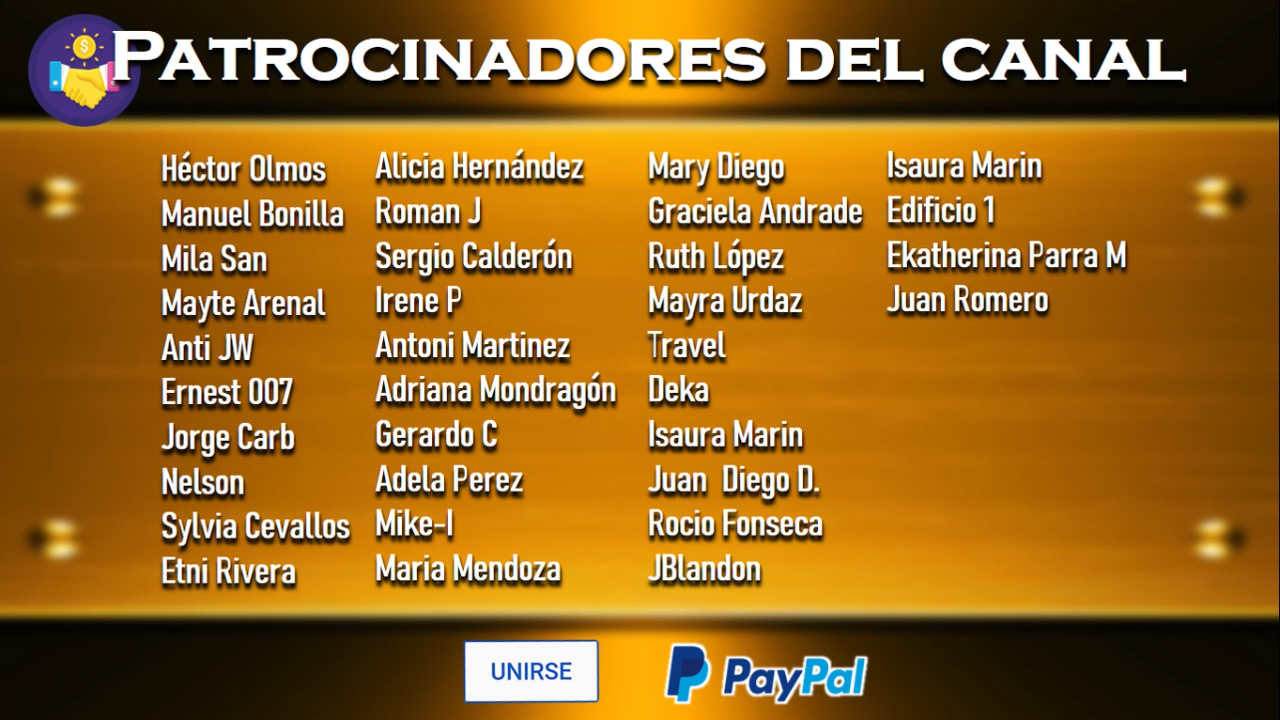 PATROCINADORES DEL CANAL
Héctor Olmos
Manuel Bonilla
Mila San
Mayte Arenal
Anti JW
Ernest 007
Jorge Carb
Nelson
Sylvia Cevallos
Etni Rivera
Alicia Hernández
Roman J
Sergio Calderón
Irene P
Antoni Martinez
Adriana Mondragón
Gerardo C
Adela Perez
Mike-I
Maria Mendoza
Mary Diego
Graciela Andrade
Ruth López
Mayra Urdaz
Travel
Deka
Isaura Marin
Juan Diego D.
Rocio Fonseca
JBlandon
Isaura Marin
Edificio 1
Ekatherina Parra M
Juan Romero
UNIRSE
PayPal